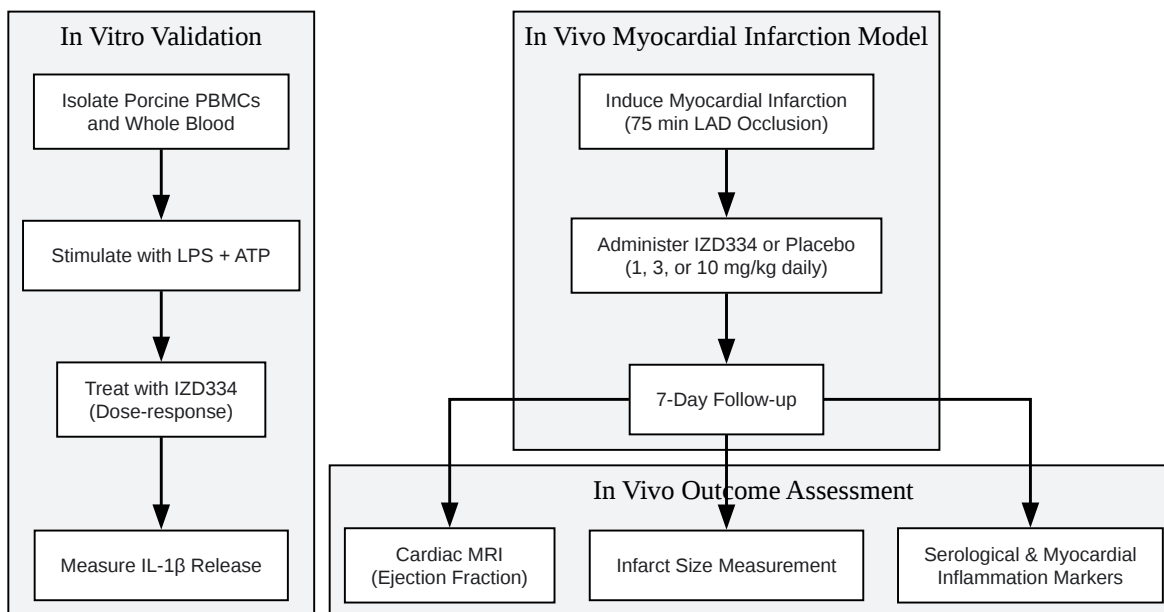 In Vitro Validation
Isolate Porcine PBMCs
and Whole Blood
Stimulate with LPS + ATP
Treat with IZD334
(Dose-response)
Measure IL-1β Release
In Vivo Myocardial Infarction Model
Induce Myocardial Infarction
(75 min LAD Occlusion)
Administer IZD334 or Placebo
(1, 3, or 10 mg/kg daily)
7-Day Follow-up
In Vivo Outcome Assessment
Cardiac MRI
(Ejection Fraction)
Infarct Size Measurement
Serological & Myocardial
Inflammation Markers